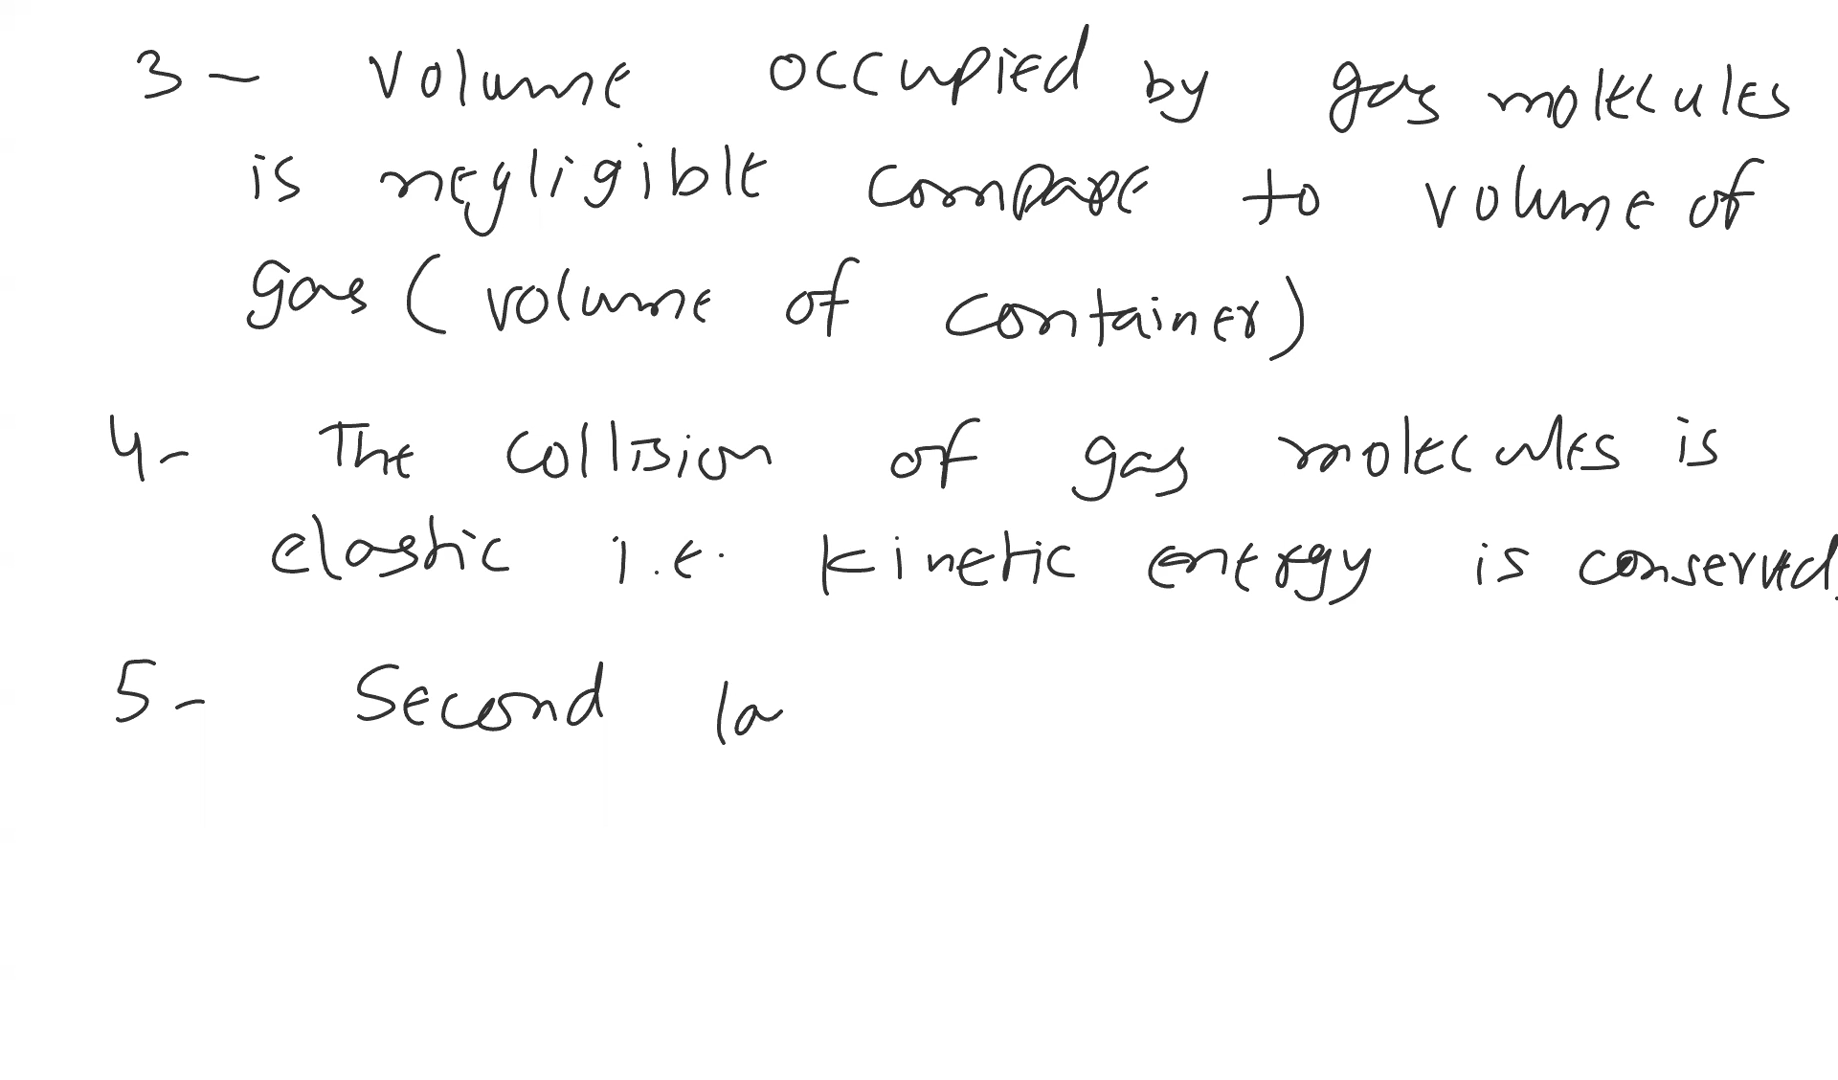 3- Volume occupied by gas molecules
is negligible compare to volume of
gas ( volume of container)
4- The collision of gas molecules is
elastic i.e. kinetic energy is conserved.
5- Second la